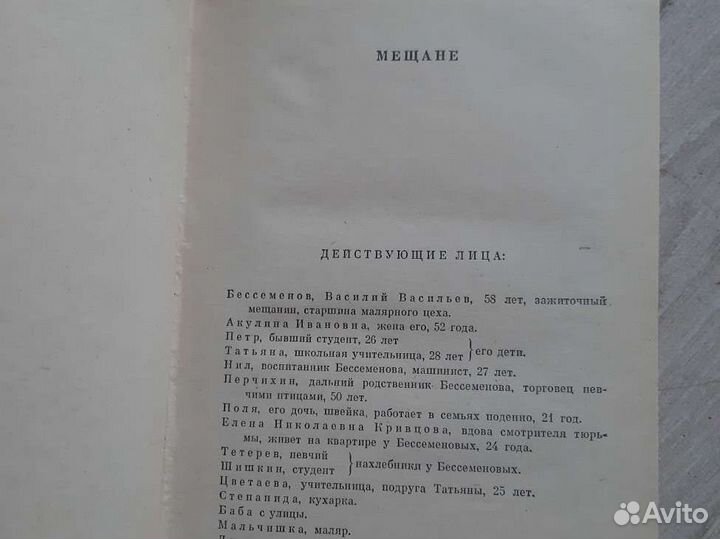 МЕЩАНЕ
ДЕЙСТВУЮЩИЕ ЛИЦА:
Бессеменов, Василий Васильев, 58 лет, зажиточный
мещанин, старшина малярного цеха.
Акулина Ивановна, жена его, 52 года.
Петр, бывший студент, 26 лет
Татьяна, школьная учительница, 28 лет } его дети.
Нил, воспитанник Бессеменова, машинист, 27 лет.
Перчихин, дальний родственник Бессеменова, торговец пев-
чими птицами, 50 лет.
Поля, его дочь, швейка, работает в семьях поденно, 21 год.
Елена Николаевна Кривцова, вдова смотрителя тюрь-
мы, живет на квартире у Бессеменовых, 24 года.
Тетерев, певчий
Шишкин, студент } нахлебники у Бессеменовых.
Цветаева, учительница, подруга Татьяны, 25 лет.
Степанида, кухарка.
Баба с улицы.
Мальчишка, маляр.
Avito